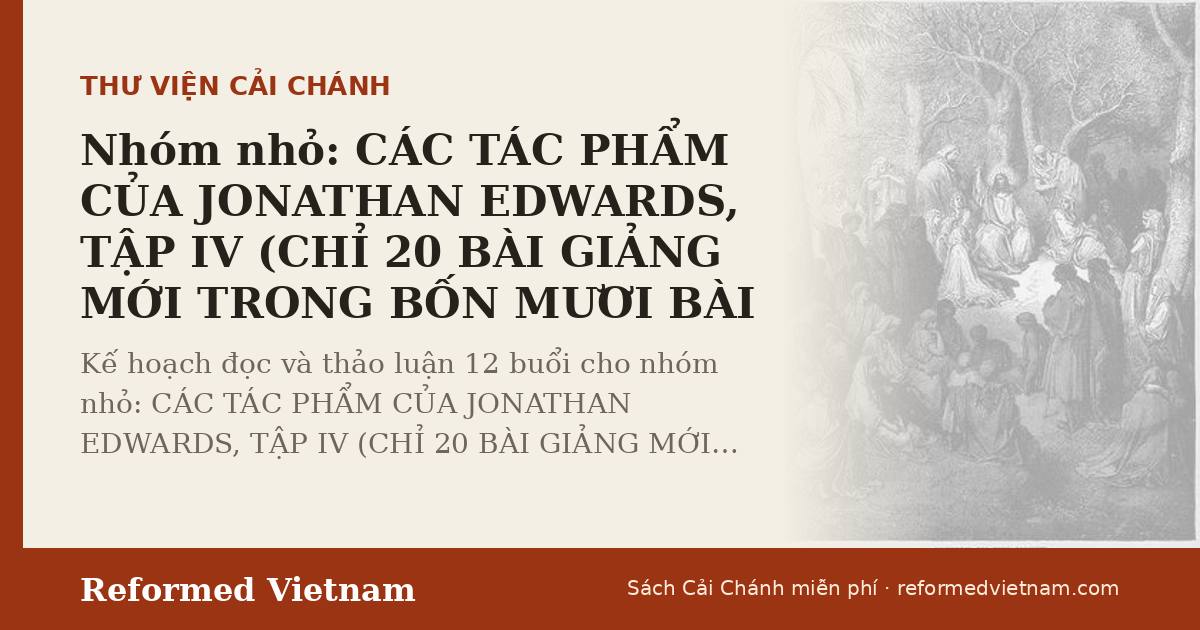 THƯ VIỆN CẢI CHÁNH
Nhóm nhỏ: CÁC TÁC PHẨM
CỦA JONATHAN EDWARDS,
TẬP IV (CHỈ 20 BÀI GIẢNG
MỚI TRONG BỐN MƯƠI BÀI
Kế hoạch đọc và thảo luận 12 buổi cho nhóm
nhỏ: CÁC TÁC PHẨM CỦA JONATHAN
EDWARDS, TẬP IV (CHỈ 20 BÀI GIẢNG MỚI...
Reformed Vietnam
Sách Cải Chánh miễn phí · reformedvietnam.com